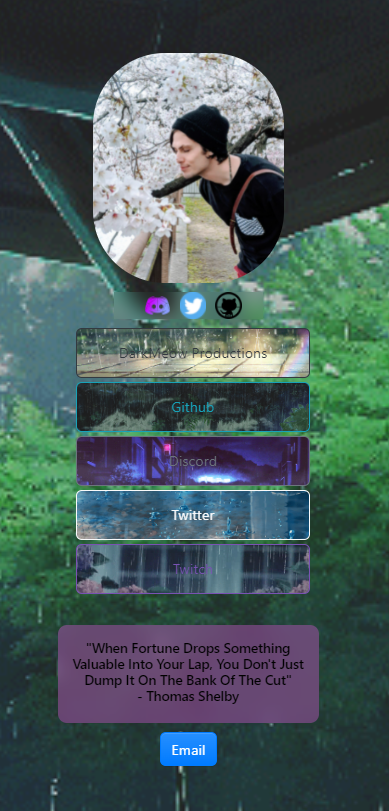 DarkMeow Productions
Github
Discord
Twitter
Twitch
"When Fortune Drops Something
Valuable Into Your Lap, You Don't Just
Dump It On The Bank Of The Cut"
- Thomas Shelby
Email